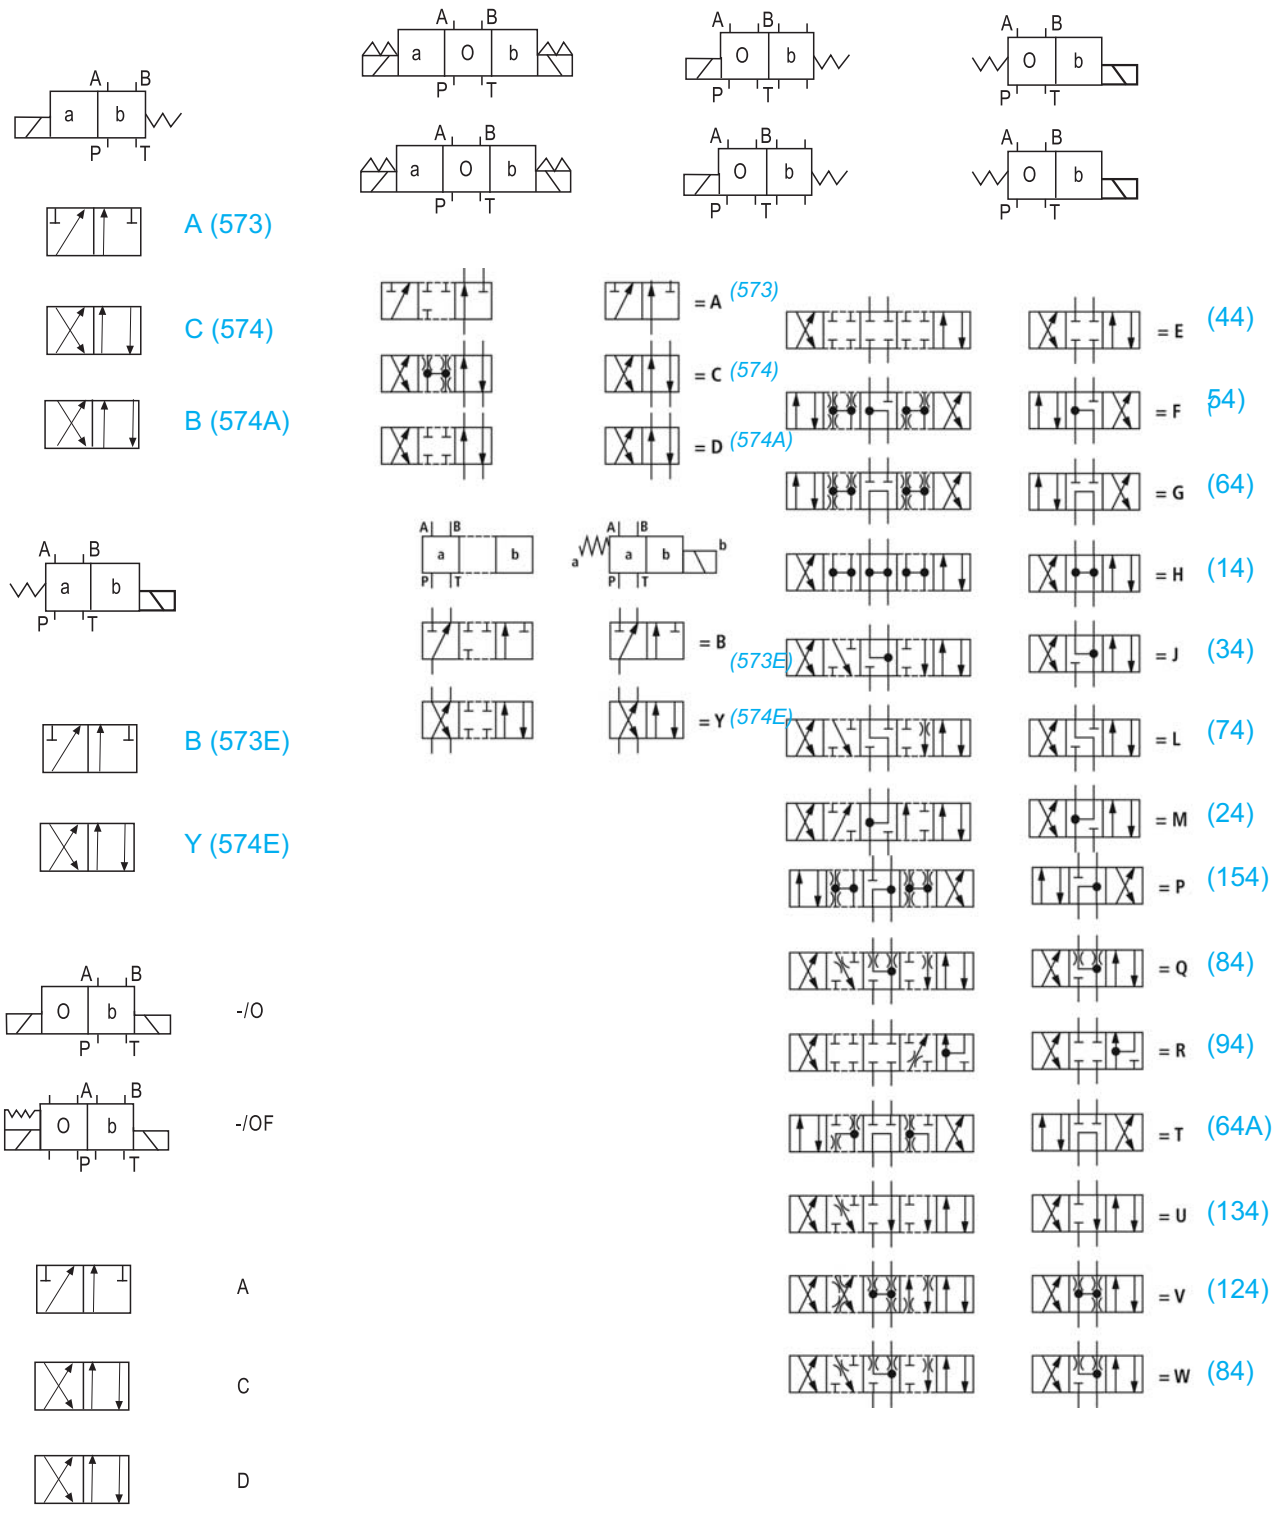 A B
a b
P T
A (573)
C (574)
B (574A)
A B
a b
P T
B (573E)
Y (574E)
A B
O b
P T
-/O
A B
O b
P T
-/OF
A
C
D
A B
a O b
P T
A B
a O b
P T
A B
O b
P T
A B
O b
P T
A B
O b
P T
A B
O b
P T
= A (573)
= C (574)
= D (574A)
A B
a b
P T
A B
a a b b
P T
= B (573E)
= Y (574E)
= E (44)
= F (54)
= G (64)
= H (14)
= J (34)
= L (74)
= M (24)
= P (154)
= Q (84)
= R (94)
= T (64A)
= U (134)
= V (124)
= W (84)